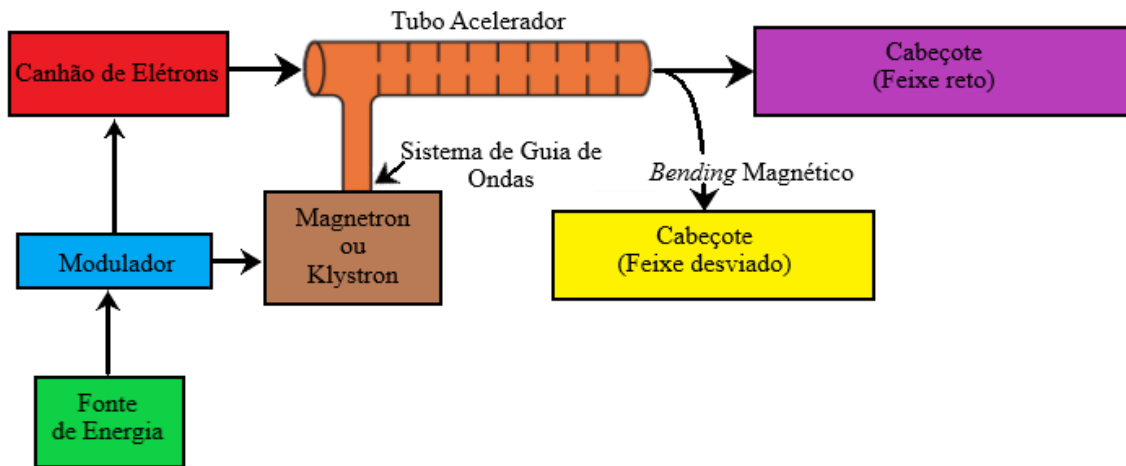 Tubo Acelerador
Canhão de Elétrons
Cabeçote
(Feixe reto)
Sistema de Guia de
Ondas
Bending Magnético
Magnetron
ou
Klystron
Cabeçote
(Feixe desviado)
Modulador
Fonte
de Energia